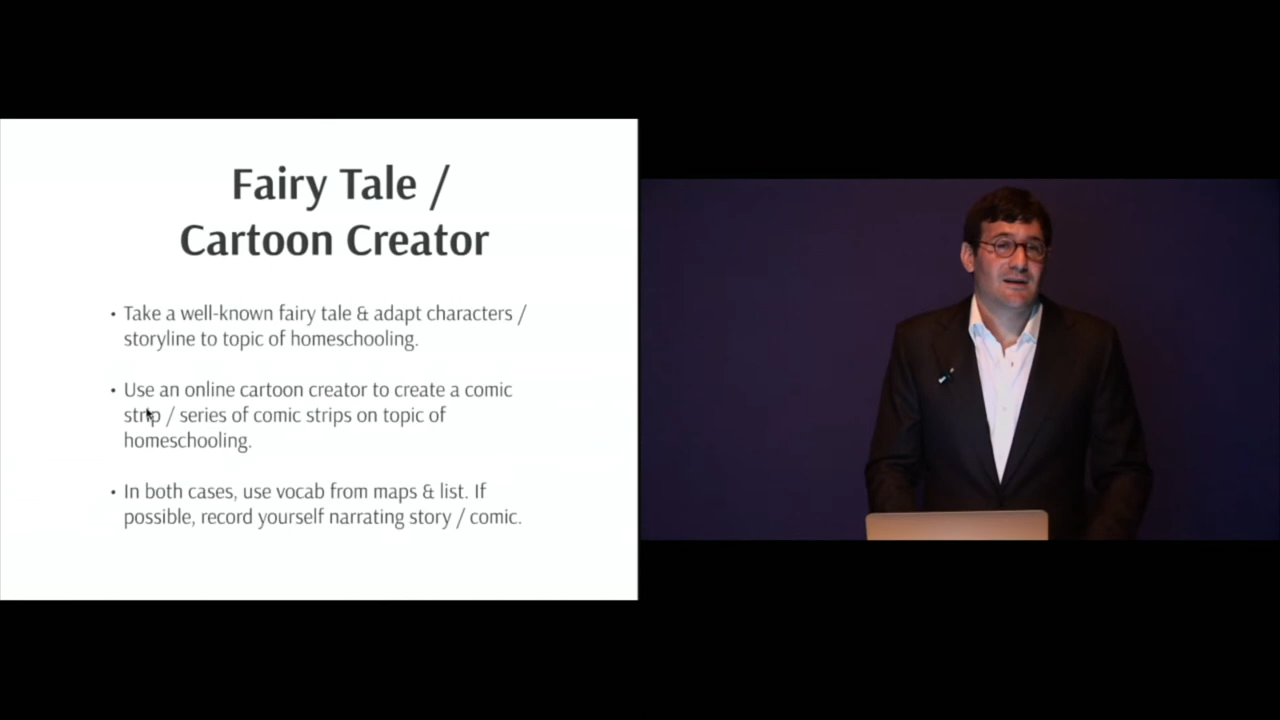 Fairy Tale /
Cartoon Creator
• Take a well-known fairy tale & adapt characters /
storyline to topic of homeschooling.
• Use an online cartoon creator to create a comic
strip / series of comic strips on topic of
homeschooling.
• In both cases, use vocab from maps & list. If
possible, record yourself narrating story / comic.